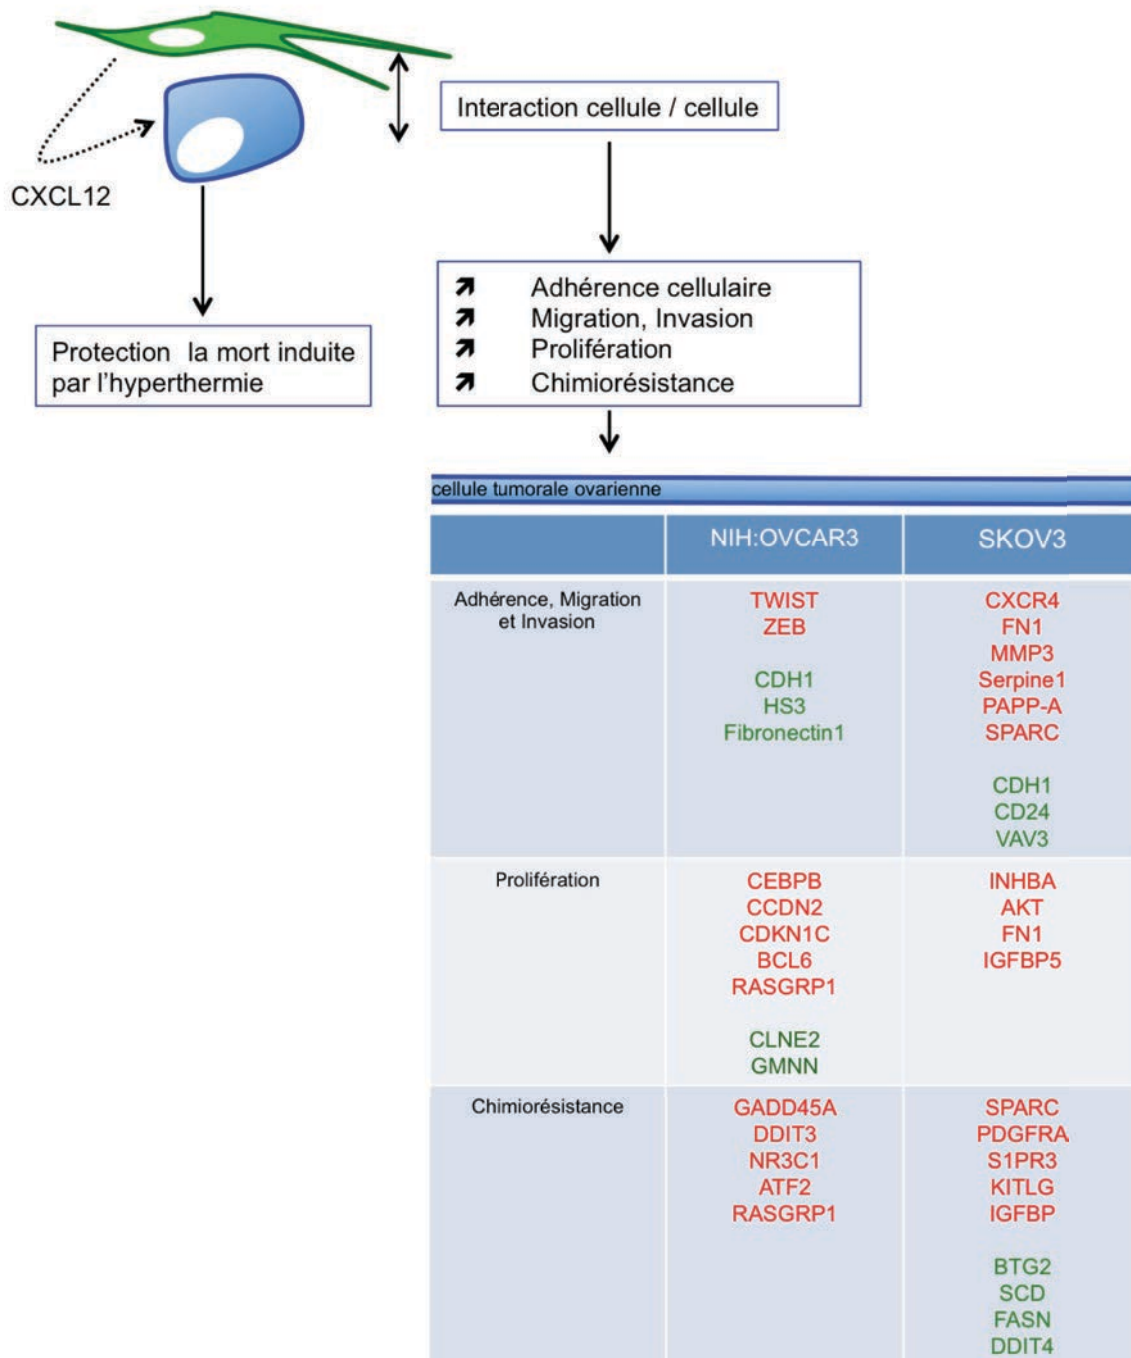 Interaction cellule / cellule
CXCL12
Protection  la mort induite
par l'hyperthermie
Adhérence cellulaire
Migration, Invasion
Prolifération
Chimiorésistance
cellule tumorale ovarienne
NIH:OVCAR3
SKOV3
Adhérence, Migration
et Invasion
TWIST
ZEB
CDH1
HS3
Fibronectin1
CXCR4
FN1
MMP3
Serpine1
PAPP-A
SPARC
CDH1
CD24
VAV3
Prolifération
CEBPB
CCDN2
CDKN1C
BCL6
RASGRP1
CLNE2
GMNN
INHBA
AKT
FN1
IGFBP5
Chimiorésistance
GADD45A
DDIT3
NR3C1
ATF2
RASGRP1
SPARC
PDGFRA
S1PR3
KITLG
IGFBP
BTG2
SCD
FASN
DDIT4